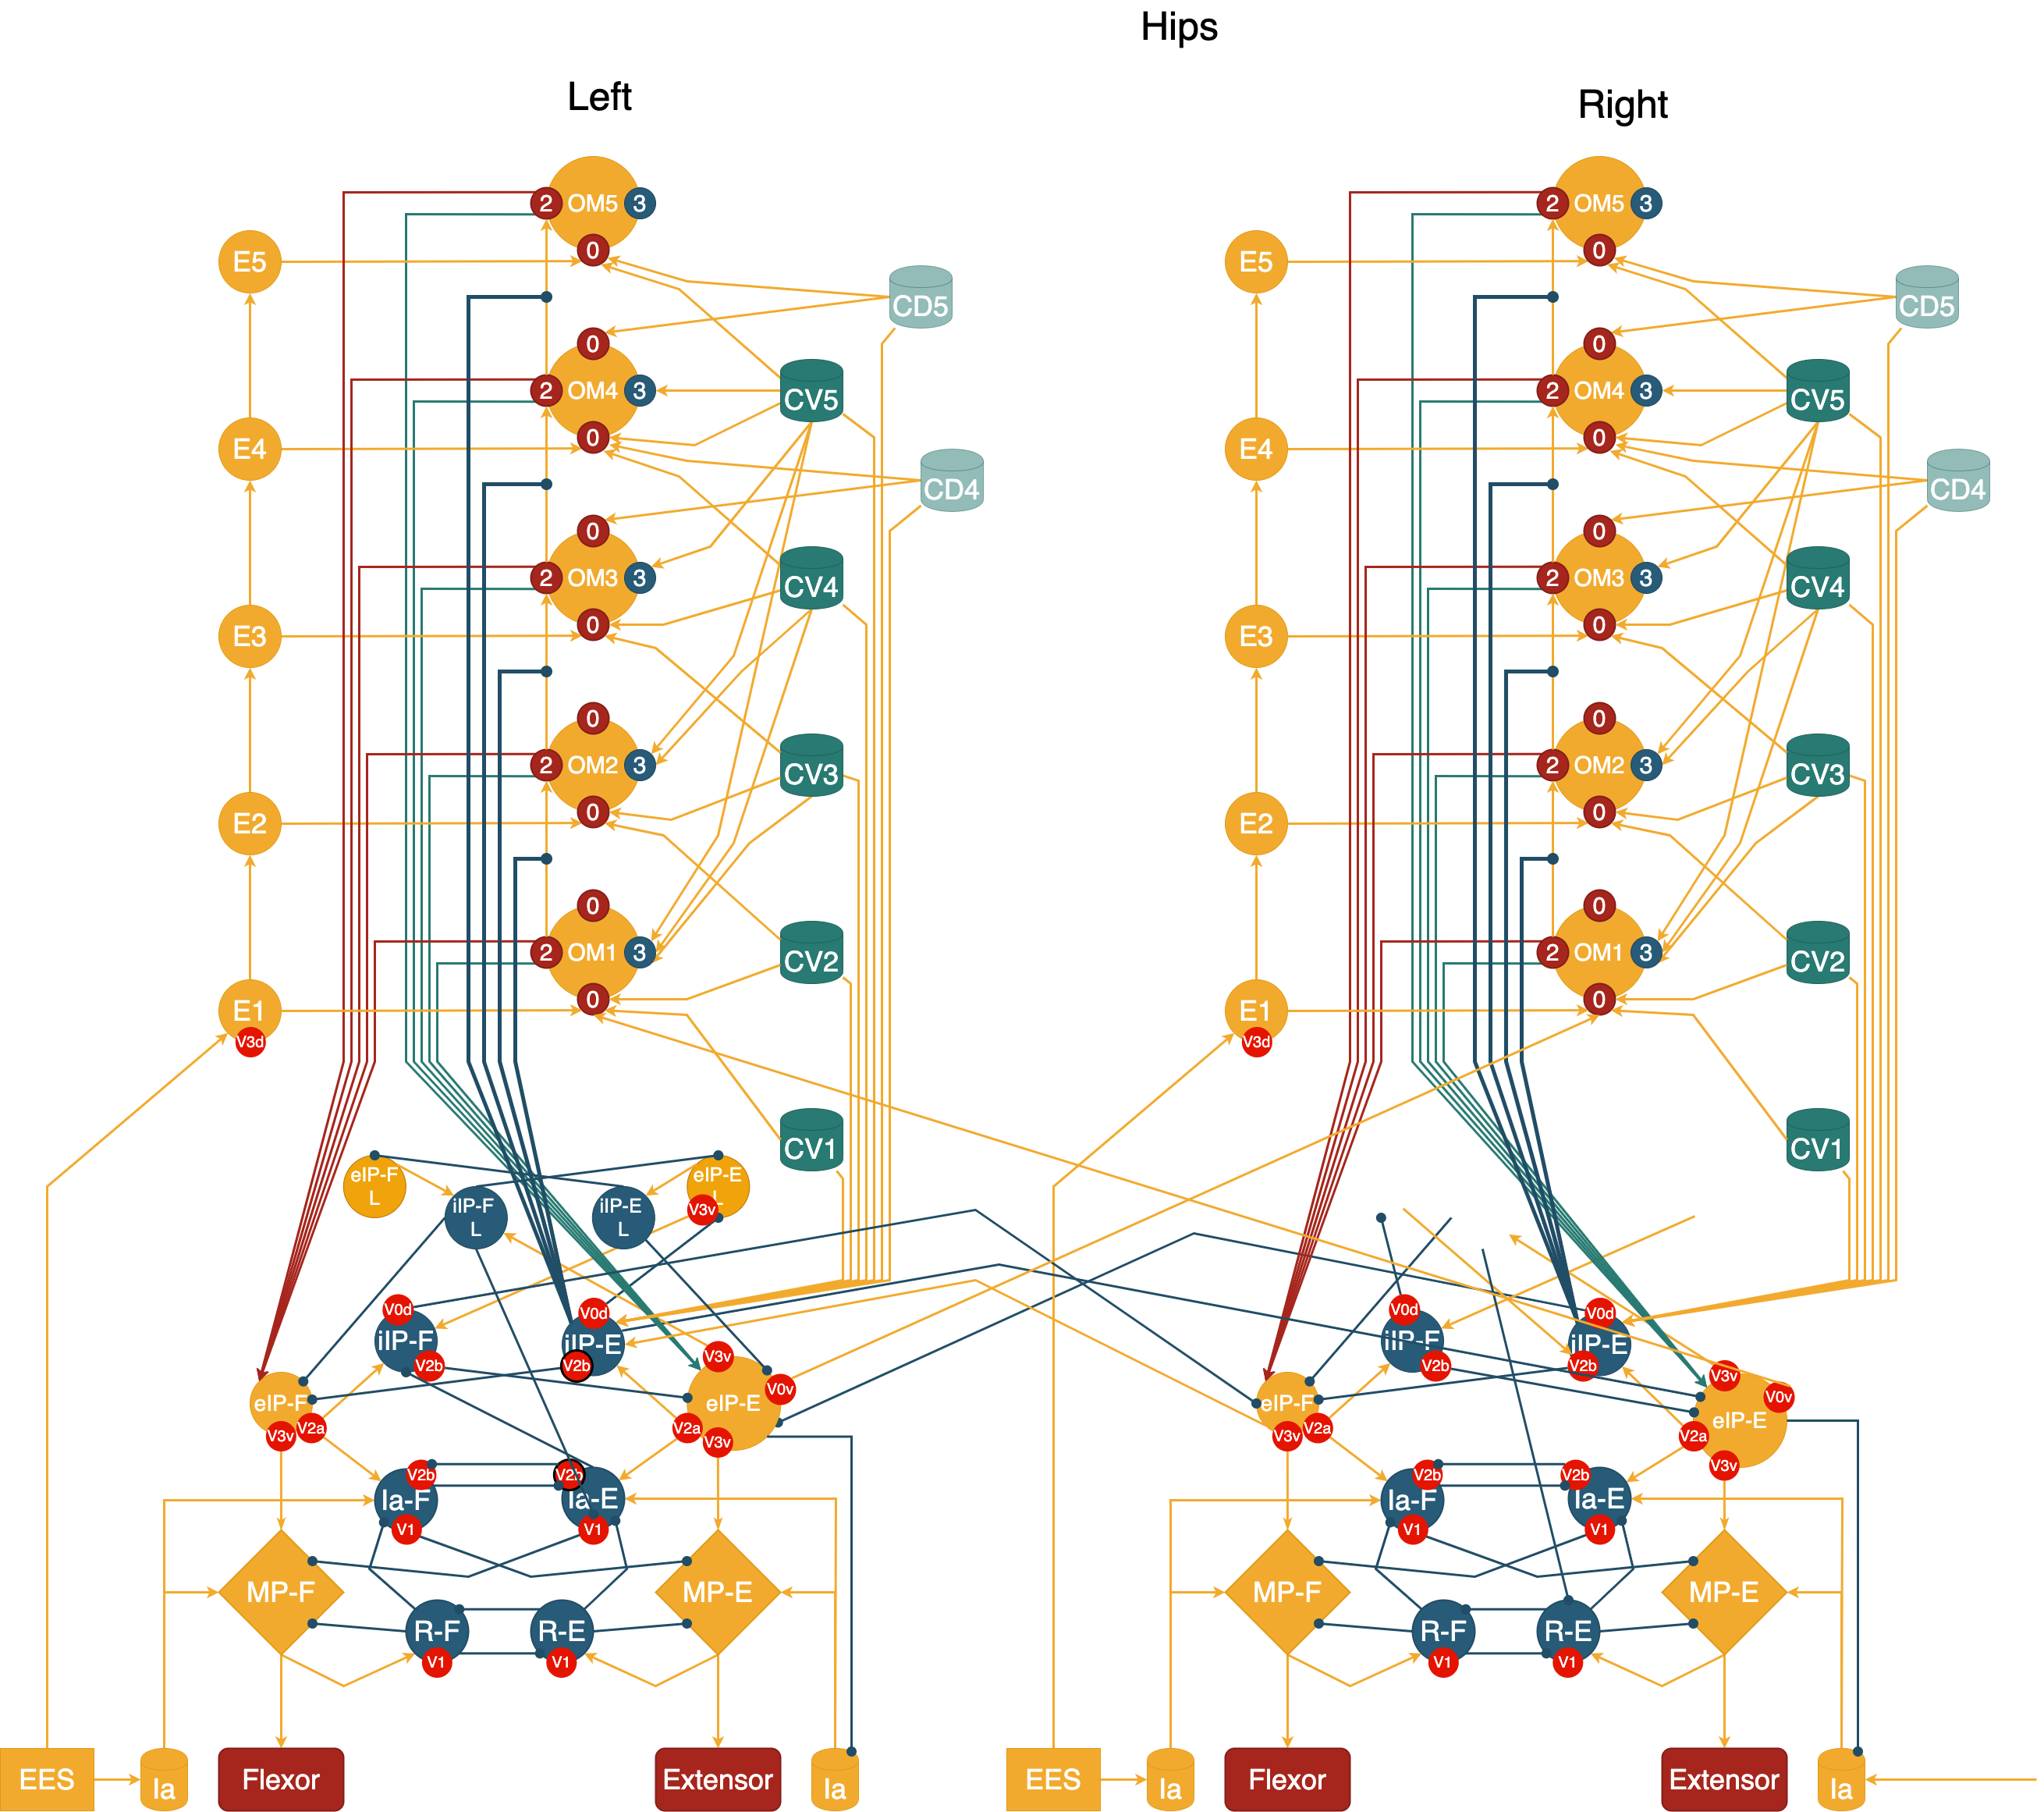 Hips
Left
Right
2 OM5 3
0
E5
CD5
0
2 OM4 3
0
CV5
E4
CD4
0
2 OM3 3
0
CV4
E3
0
2 OM2 3
0
CV3
E2
0
2 OM1 3
0
CV2
E1
V3d
CV1
eIP-F
L
iIP-F
L
iIP-E
L
eIP-E
L
V3v
V0d
iIP-F
V2b
V0d
iIP-E
V2b
V3v
V0v
eIP-E
V2a
V3v
eIP-F
V2a
V3v
V2b
Ia-F
V1
V2b
Ia-E
V1
MP-F
MP-E
R-F
V1
R-E
V1
EES
Ia
Flexor
Extensor
Ia
2 OM5 3
0
E5
CD5
0
2 OM4 3
0
CV5
E4
CD4
0
2 OM3 3
0
CV4
E3
0
2 OM2 3
0
CV3
E2
0
2 OM1 3
0
CV2
E1
V3d
CV1
V0d
iIP-F
V2b
V0d
iIP-E
V2b
V3v
V0v
eIP-E
V2a
V3v
eIP-F
V2a
V3v
V2b
Ia-F
V1
V2b
Ia-E
V1
MP-F
MP-E
R-F
V1
R-E
V1
EES
Ia
Flexor
Extensor
Ia